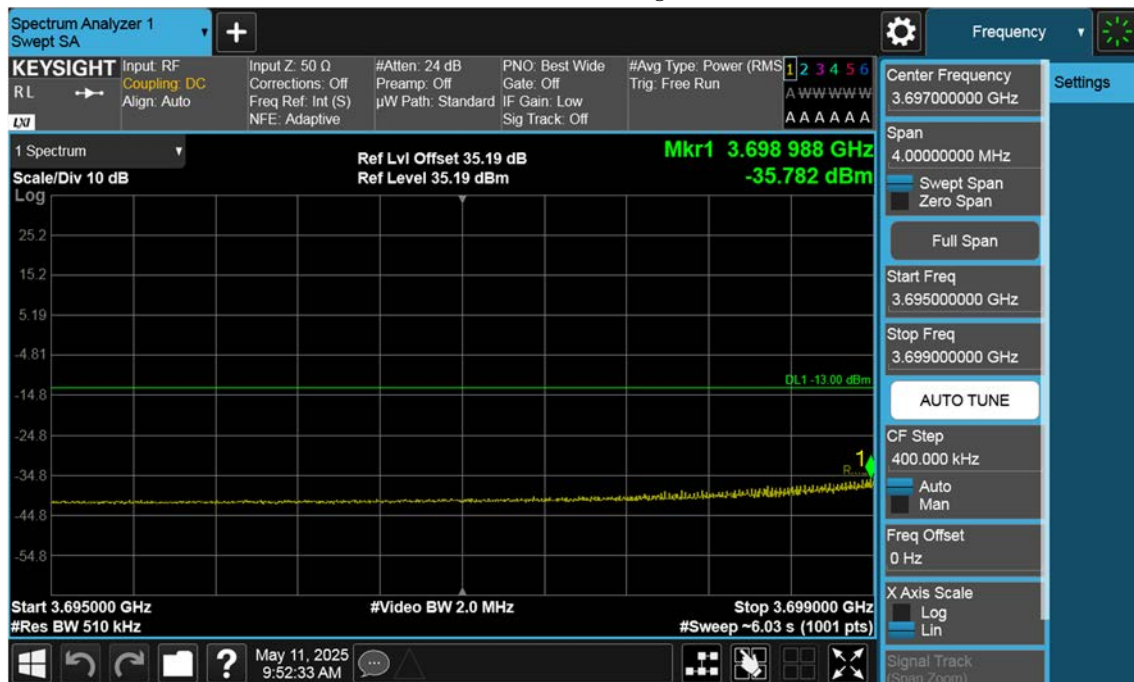 Spectrum Analyzer 1
Swept SA
+
Frequency
KEYSIGHT
RL
LXI
Input: RF
Coupling: DC
Align: Auto
Input Z: 50 Ω
Corrections: Off
Freq Ref: Int (S)
NFE: Adaptive
#Atten: 24 dB
Preamp: Off
µW Path: Standard
PNO: Best Wide
Gate: Off
IF Gain: Low
Sig Track: Off
#Avg Type: Power (RMS
Trig: Free Run
1 2 3 4 5 6
A W W W W W
A A A A A A
1 Spectrum
Scale/Div 10 dB
Ref Lvl Offset 35.19 dB
Ref Level 35.19 dBm
Mkr1 3.698 988 GHz
-35.782 dBm
Log
25.2
15.2
5.19
-4.81
-14.8
-24.8
-34.8
-44.8
-54.8
DL1 -13.00 dBm
1
Start 3.695000 GHz
#Res BW 510 kHz
#Video BW 2.0 MHz
Stop 3.699000 GHz
#Sweep ~6.03 s (1001 pts)
Center Frequency
3.697000000 GHz
Span
4.00000000 MHz
Swept Span
Zero Span
Full Span
Start Freq
3.695000000 GHz
Stop Freq
3.699000000 GHz
AUTO TUNE
CF Step
400.000 kHz
Auto
Man
Freq Offset
0 Hz
X Axis Scale
Log
Lin
Signal Track
(Span Zoom)
Settings
?
May 11, 2025
9:52:33 AM